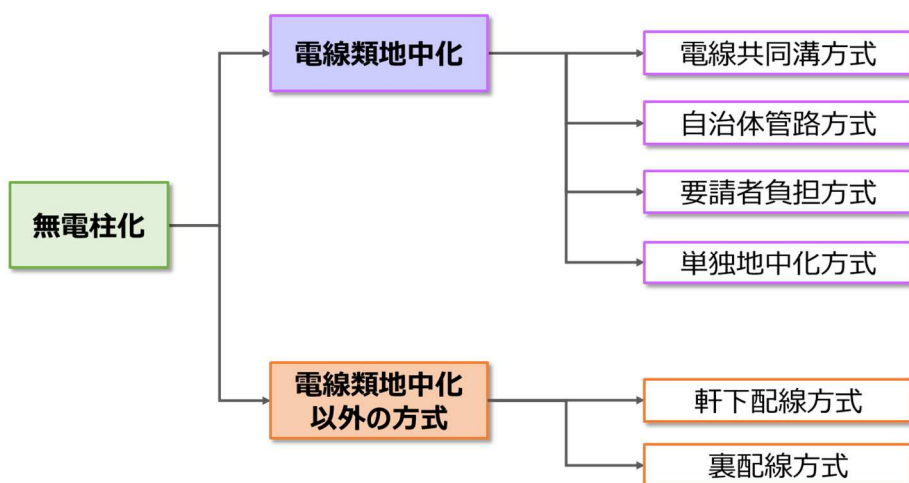 無電柱化
電線類地中化
電線共同溝方式
自治体管路方式
要請者負担方式
単独地中化方式
電線類地中化
以外の方式
軒下配線方式
裏配線方式